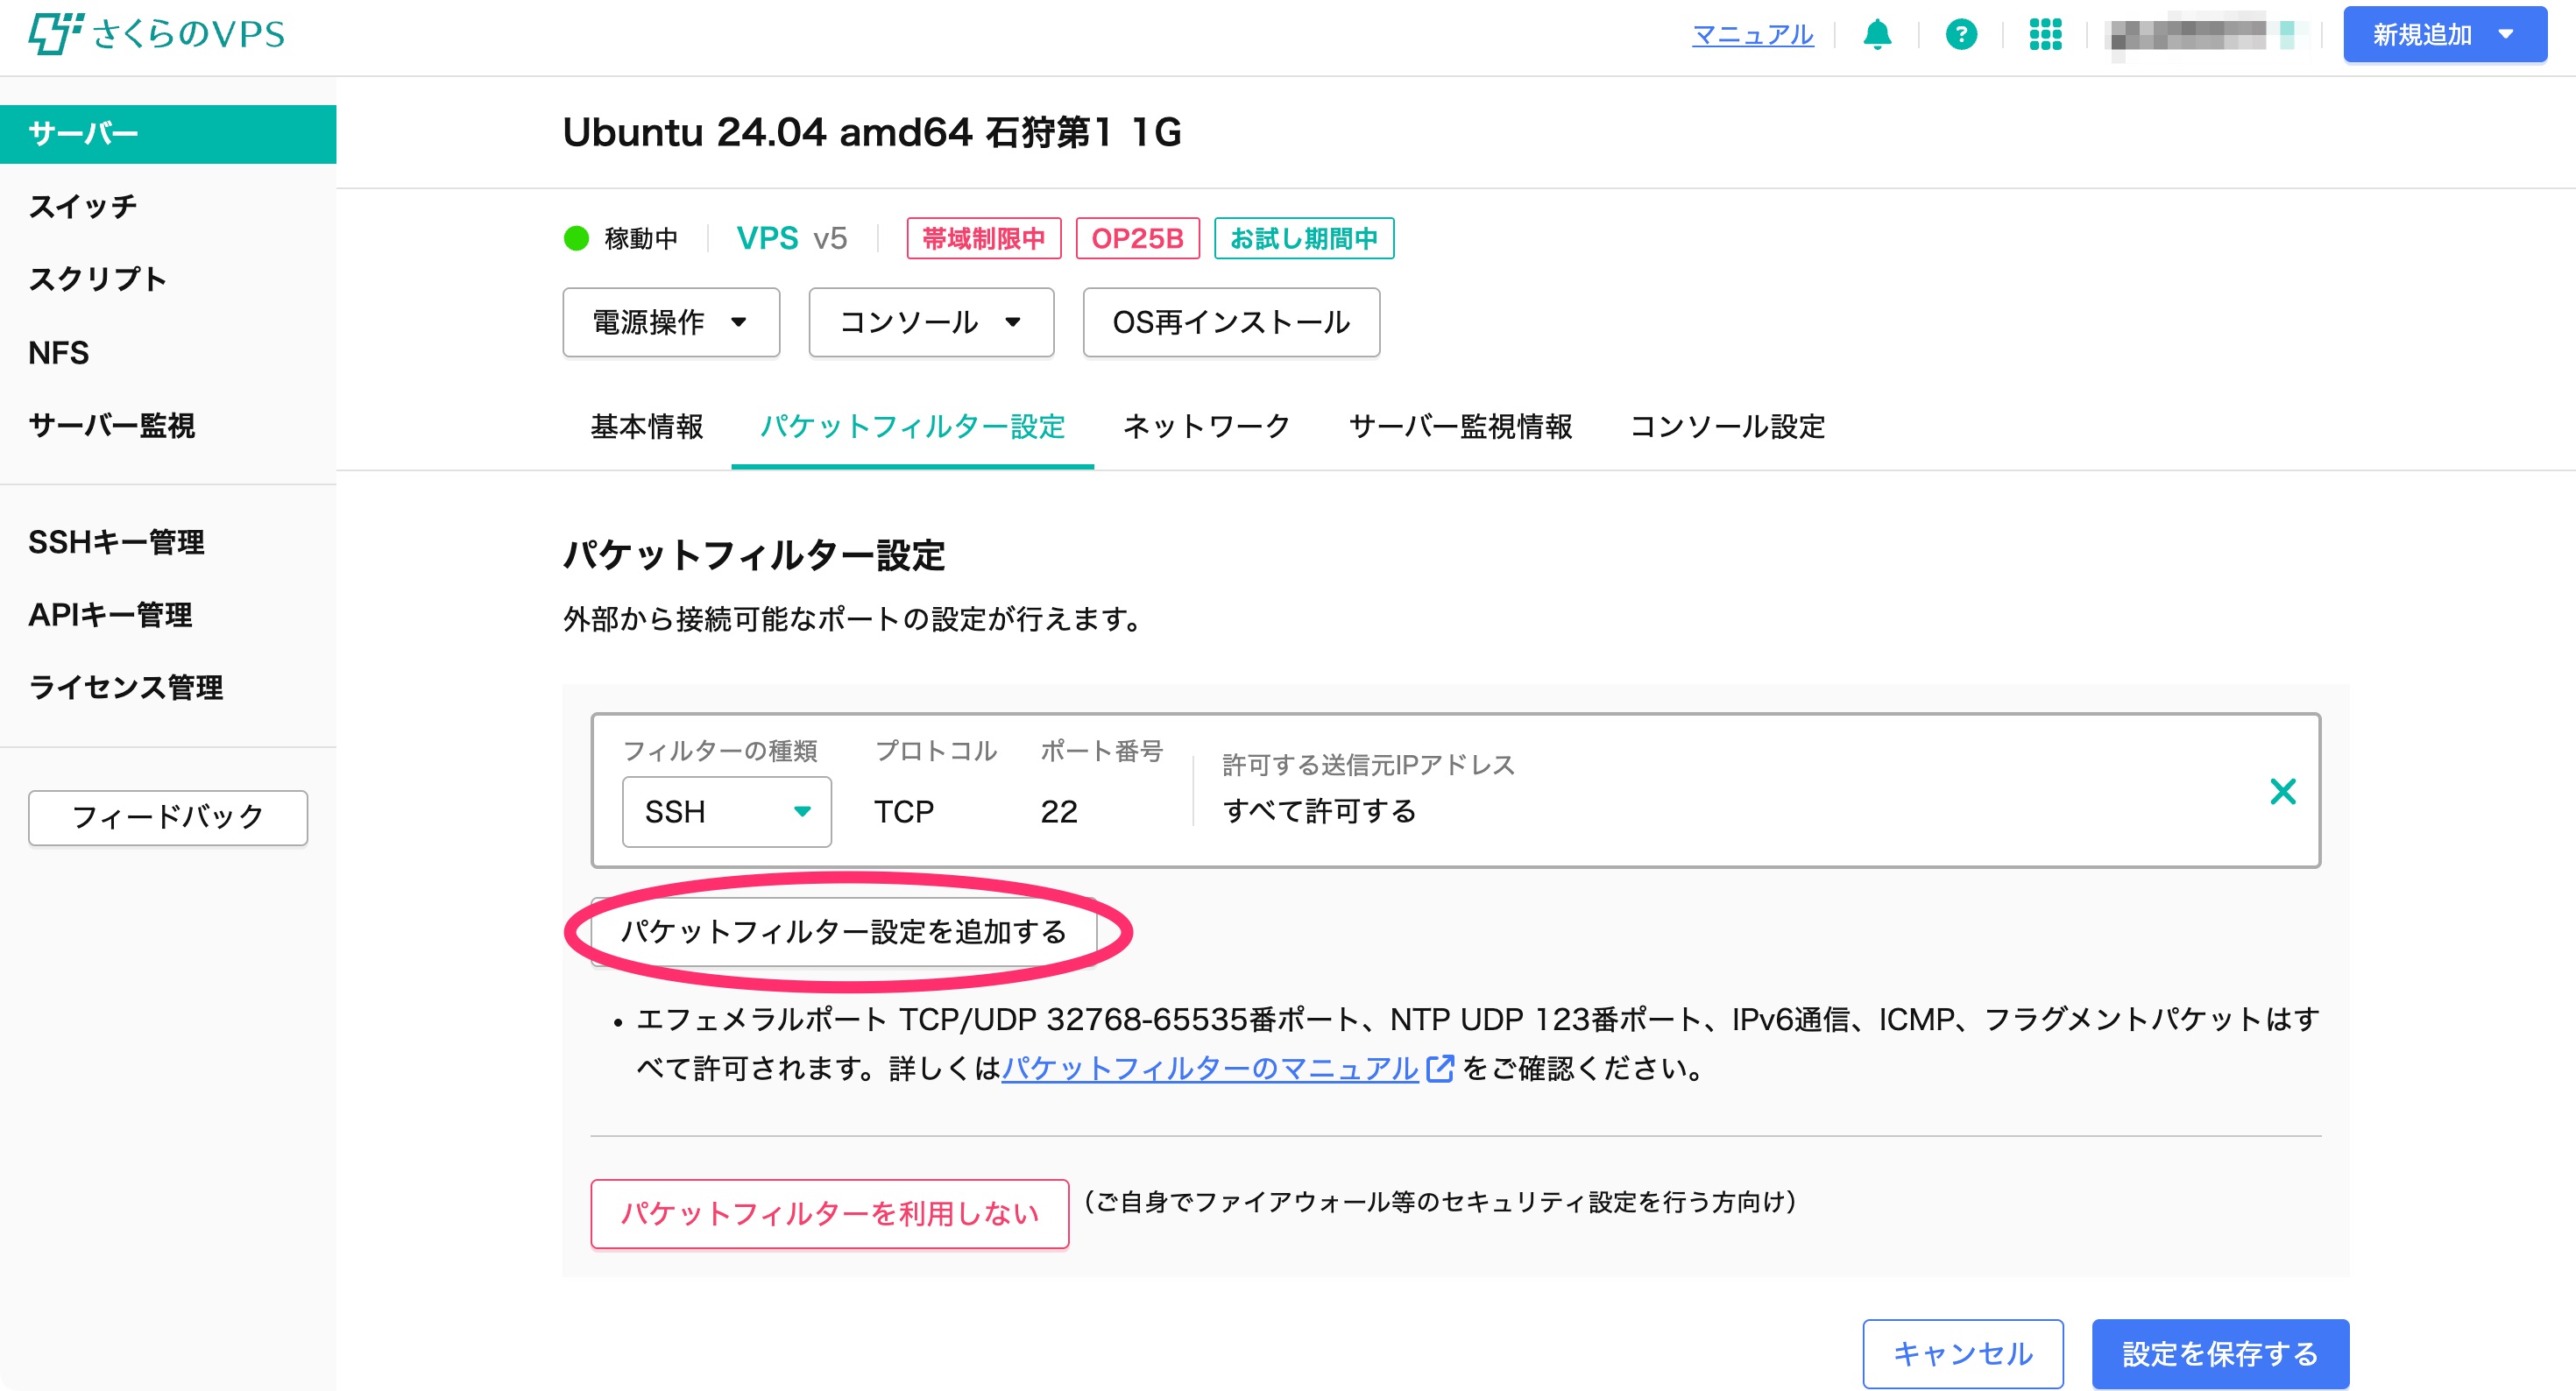 さくらのVPS
マニュアル
新規追加
サーバー
スイッチ
スクリプト
NFS
サーバー監視
SSHキー管理
APIキー管理
ライセンス管理
フィードバック
Ubuntu 24.04 amd64 石狩第1 1G
稼動中 VPS v5 帯域制限中 OP25B お試し期間中
電源操作 コンソール OS再インストール
基本情報 パケットフィルター設定 ネットワーク サーバー監視情報 コンソール設定
パケットフィルター設定
外部から接続可能なポートの設定が行えます。
フィルターの種類 プロトコル ポート番号 許可する送信元IPアドレス
SSH TCP 22 すべて許可する
パケットフィルター設定を追加する
• エフェメラルポート TCP/UDP 32768-65535番ポート、NTP UDP 123番ポート、IPv6通信、ICMP、フラグメントパケットはす
べて許可されます。詳しくはパケットフィルターのマニュアルをご確認ください。
パケットフィルターを利用しない (ご自身でファイアウォール等のセキュリティ設定を行う方向け)
キャンセル 設定を保存する